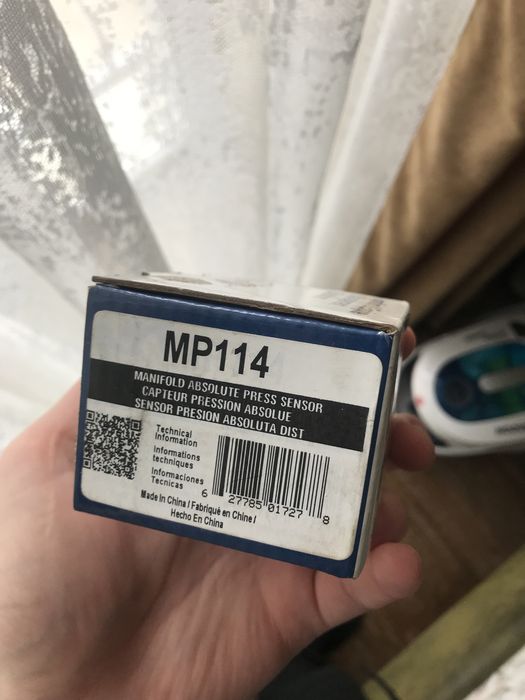 MP114
MANIFOLD ABSOLUTE PRESS SENSOR
CAPTEUR PRESSION ABSOLUE
SENSOR PRESION ABSOLUTA DIST
Technical
Information
Informations
techniques
Informaciones
Tecnicas
6 27785 01727 8
Made in China / Fabriqué en Chine /
Hecho En China